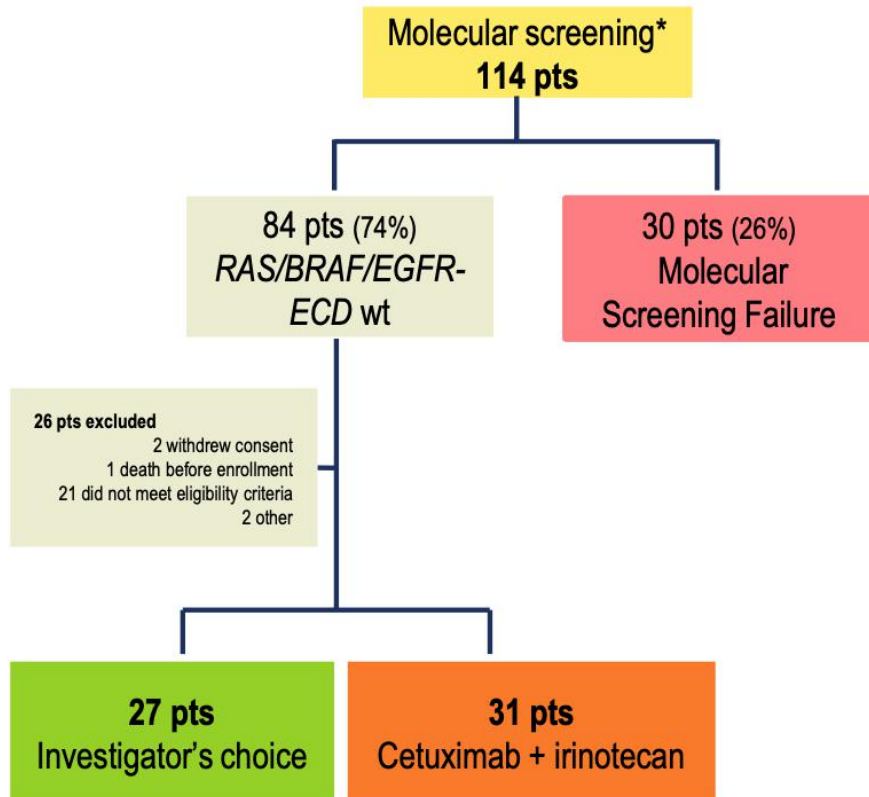 Molecular screening*
114 pts
84 pts (74%)
RAS/BRAF/EGFR-
ECD wt
30 pts (26%)
Molecular
Screening Failure
26 pts excluded
2 withdrew consent
1 death before enrollment
21 did not meet eligibility criteria
2 other
27 pts
Investigator's choice
31 pts
Cetuximab + irinotecan